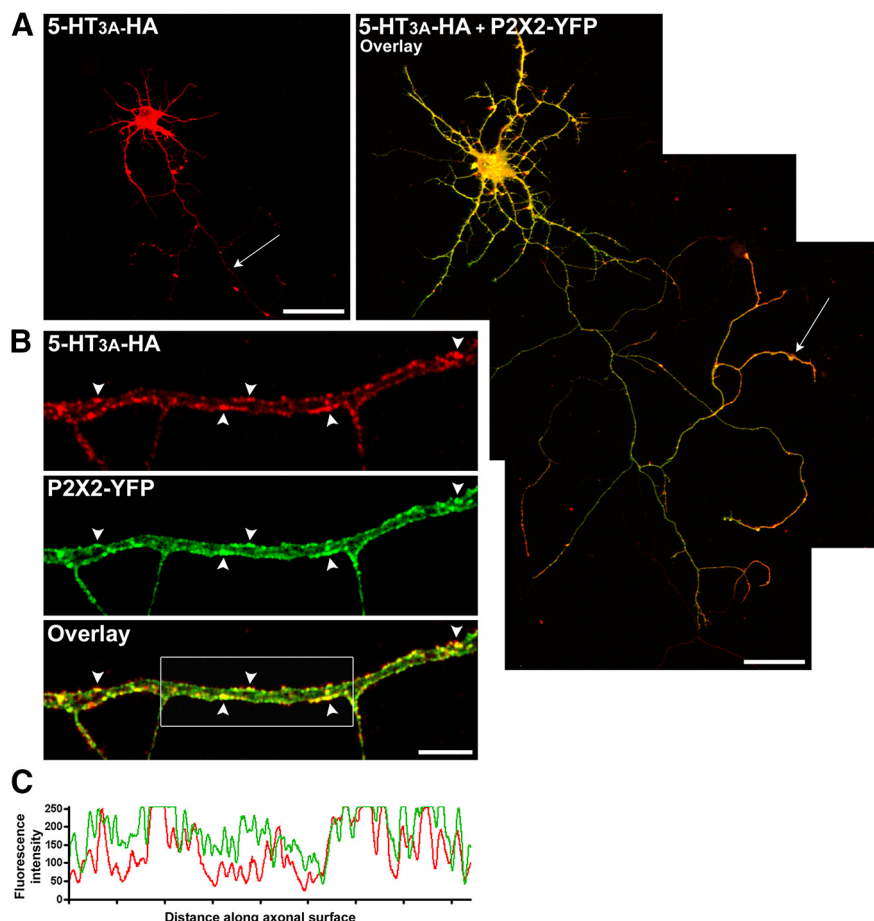 A
5-HT3A-HA
5-HT3A-HA + P2X2-YFP
Overlay
B
5-HT3A-HA
P2X2-YFP
Overlay
C
Fluorescence
intensity
250
200
150
100
50
0
Distance along axonal surface